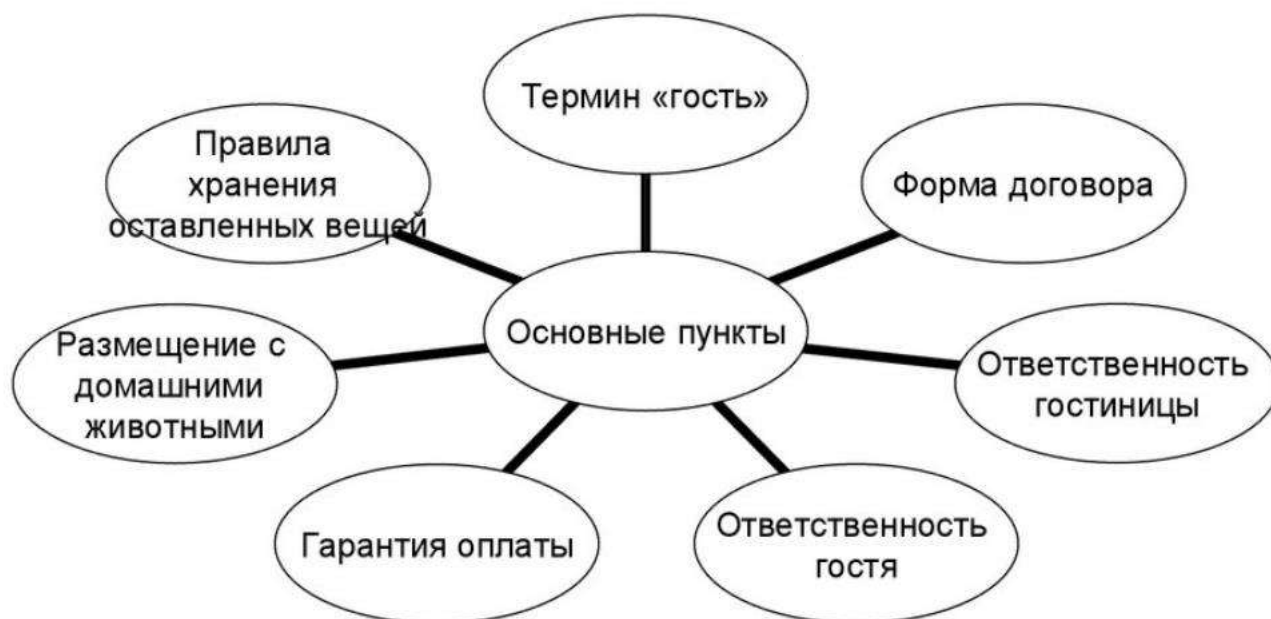 Термин «гость»
Правила
хранения
оставленных вещей
Форма договора
Основные пункты
Размещение с
домашними
животными
Ответственность
гостиницы
Гарантия оплаты
Ответственность
гостя